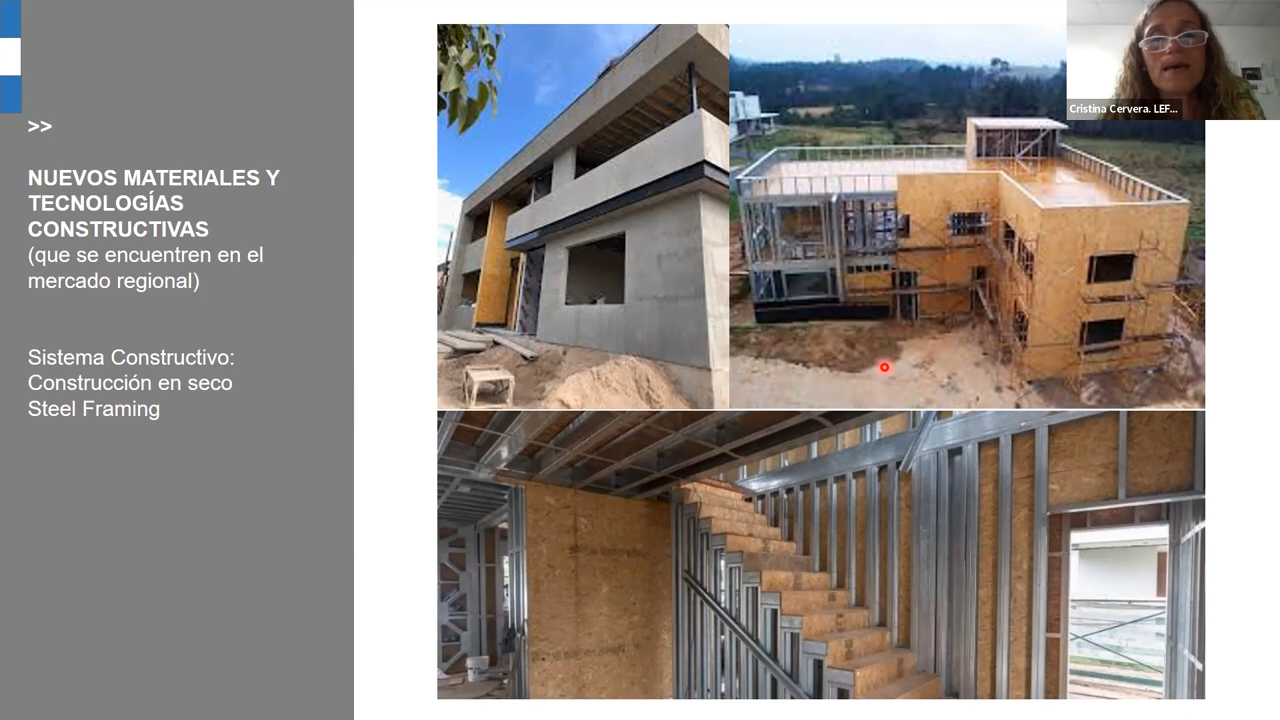 >>
NUEVOS MATERIALES Y
TECNOLOGÍAS
CONSTRUCTIVAS
(que se encuentren en el
mercado regional)
Sistema Constructivo:
Construcción en seco
Steel Framing
Cristina Cervera. LEF...